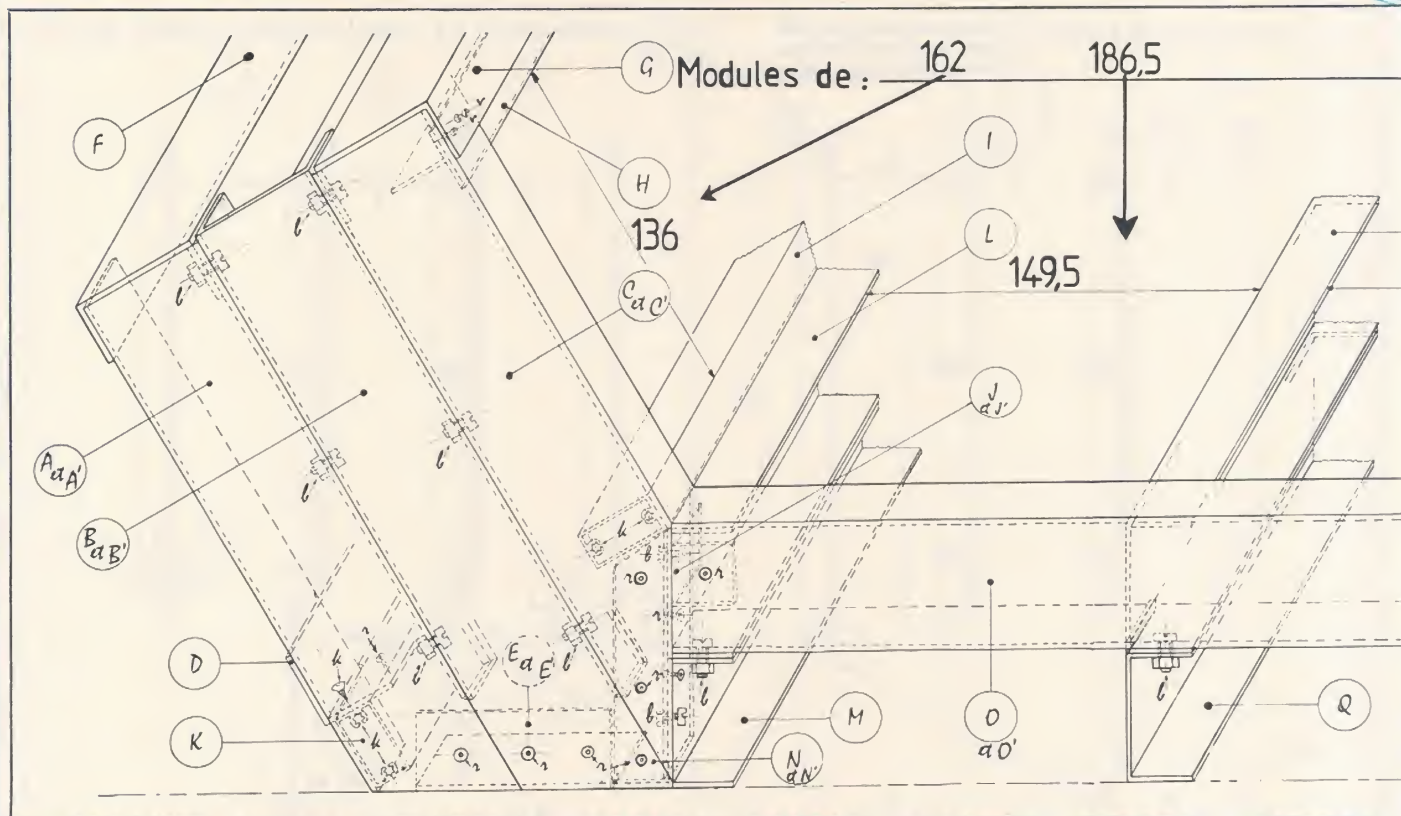 F
G
Modules de : 162 186,5
H
I
136
L
149,5
C et C'
J et J'
A et A'
B et B'
D
E et E'
K
M
N et N'
O et O'
Q